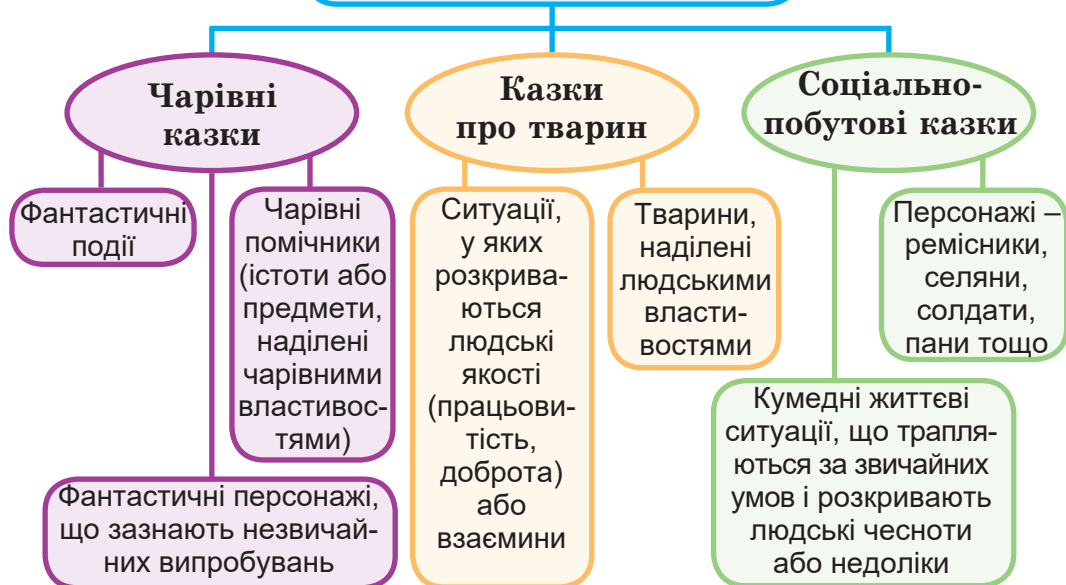 Чарівні
казки
Казки
про тварин
Соціально-
побутові казки
Фантастичні
події
Чарівні
помічники
(істоти або
предмети,
наділені
чарівними
властивос-
тями)
Фантастичні персонажі,
що зазнають незвичай-
них випробувань
Ситуації,
у яких
розкрива-
ються
людські
якості
(працьови-
тість,
доброта)
або
взаємини
Тварини,
наділені
людськими
власти-
востями
Персонажі –
ремісники,
селяни,
солдати,
пани тощо
Кумедні життєві
ситуації, що трапля-
ються за звичайних
умов і розкривають
людські чесноти
або недоліки